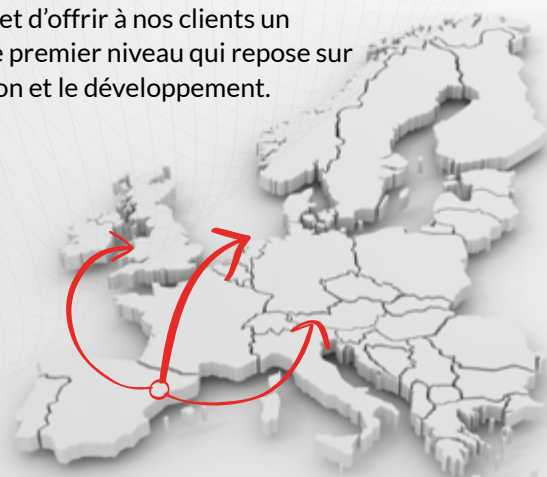 et d’offrir à nos clients un
premier niveau qui repose sur
on et le développement.